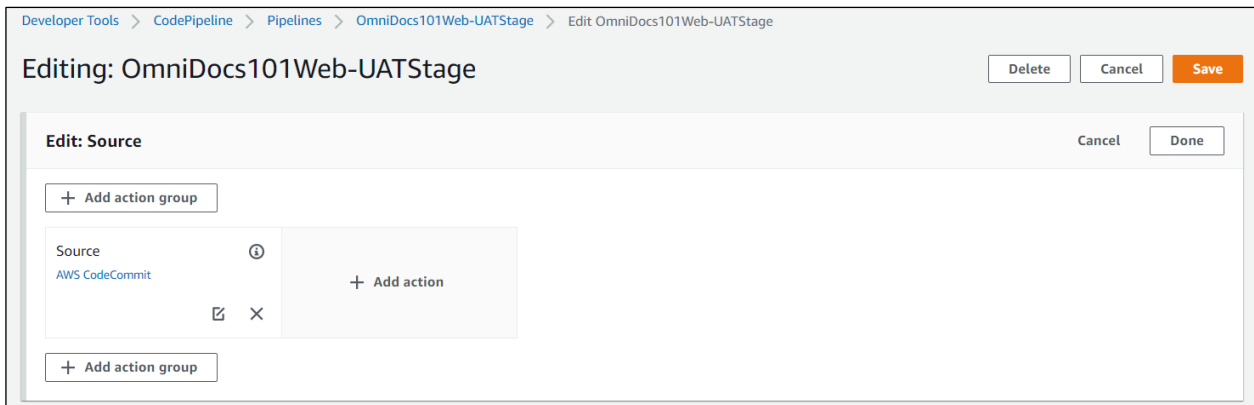 Developer Tools > CodePipeline > Pipelines > OmniDocs101Web-UATStage > Edit OmniDocs101Web-UATStage
Editing: OmniDocs101Web-UATStage
Delete
Cancel
Save
Edit: Source
Cancel
Done
+ Add action group
Source
AWS CodeCommit
+ Add action
+ Add action group